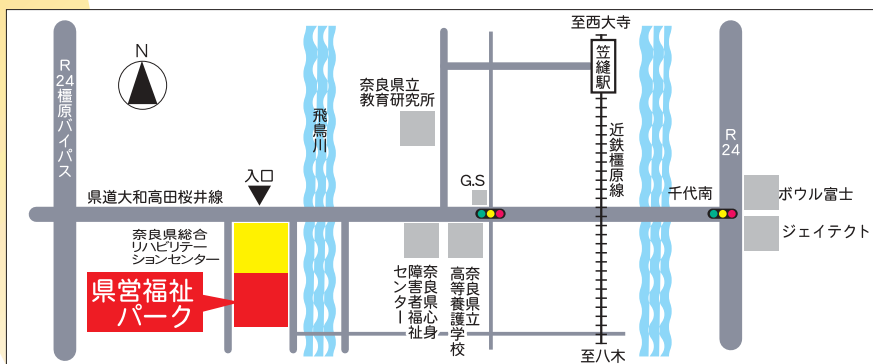 至西大寺
笠縫駅
N
R24橿原バイパス
奈良県立
教育研究所
飛鳥川
近鉄橿原線
R
24
入口
G.S
県道大和高田桜井線
千代南
ボウル富士
ジェイテクト
奈良県総合
リハビリテー
ションセンター
県営福祉
パーク
奈良県心身
障害者福祉
センター
奈良県立
高等養護学校
至八木